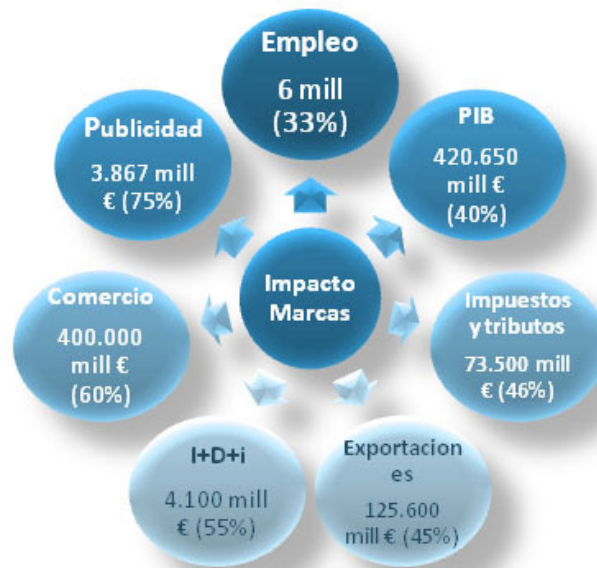 Empleo
6 mill
(33%)
PIB
420.650
mill €
(40%)
Impuestos
y tributos
73.500 mill
€ (46%)
Exportacion
es
125.600
mill € (45%)
I+D+i
4.100 mill
€ (55%)
Comercio
400.000
mill €
(60%)
Publicidad
3.867 mill
€ (75%)
Impacto
Marcas